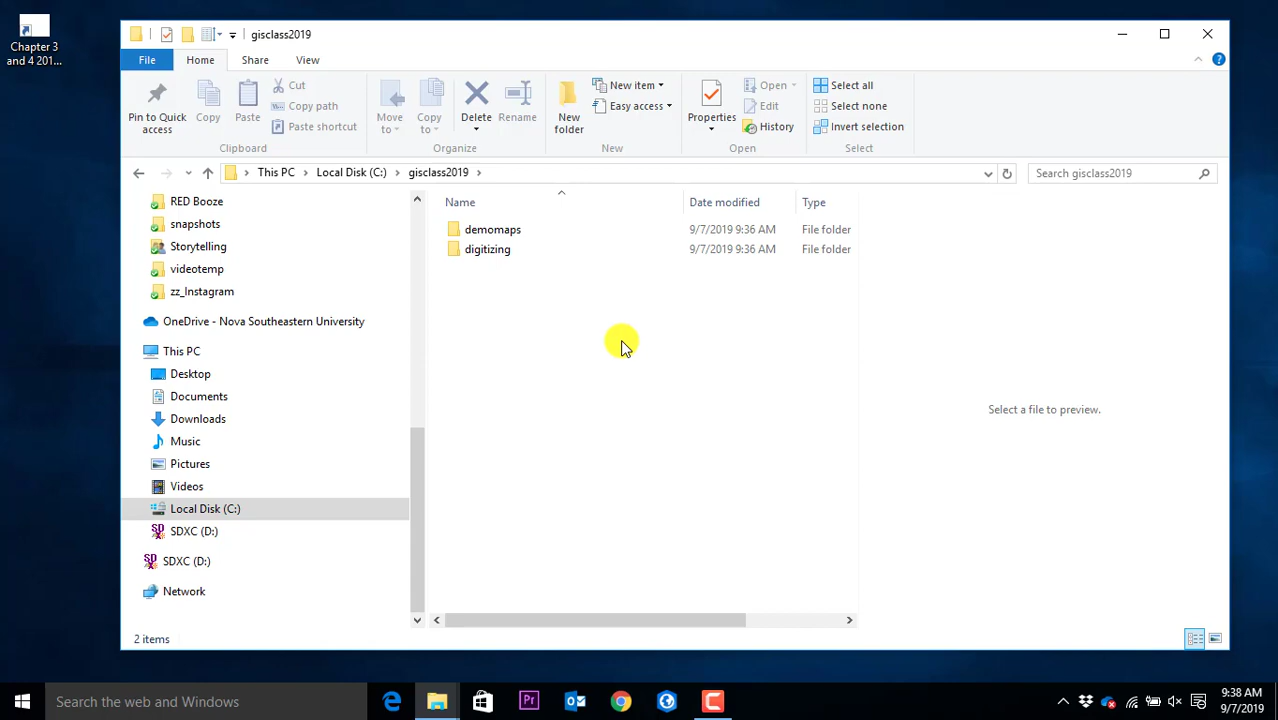 Chapter 3
and 4 201...
gisclass2019
File
Home
Share
View
Pin to Quick
access
Copy
Paste
Cut
Copy path
Paste shortcut
Clipboard
Move
to
Copy
to
Delete
Rename
Organize
New
folder
New item
Easy access
New
Properties
Open
Edit
History
Open
Select all
Select none
Invert selection
Select
This PC
Local Disk (C:)
gisclass2019
Search gisclass2019
RED Booze
snapshots
Storytelling
videotemp
zz_Instagram
OneDrive - Nova Southeastern University
This PC
Desktop
Documents
Downloads
Music
Pictures
Videos
Local Disk (C:)
SDXC (D:)
SDXC (D:)
Network
Name
Date modified
Type
demomaps
9/7/2019 9:36 AM
File folder
digitizing
9/7/2019 9:36 AM
File folder
Select a file to preview.
2 items
Search the web and Windows
Pr
9:38 AM
9/7/2019